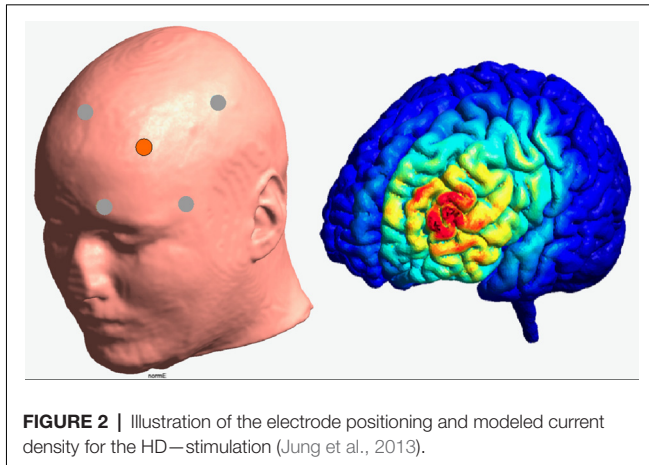 normE
FIGURE 2 | Illustration of the electrode positioning and modeled current
density for the HD—stimulation (Jung et al., 2013).